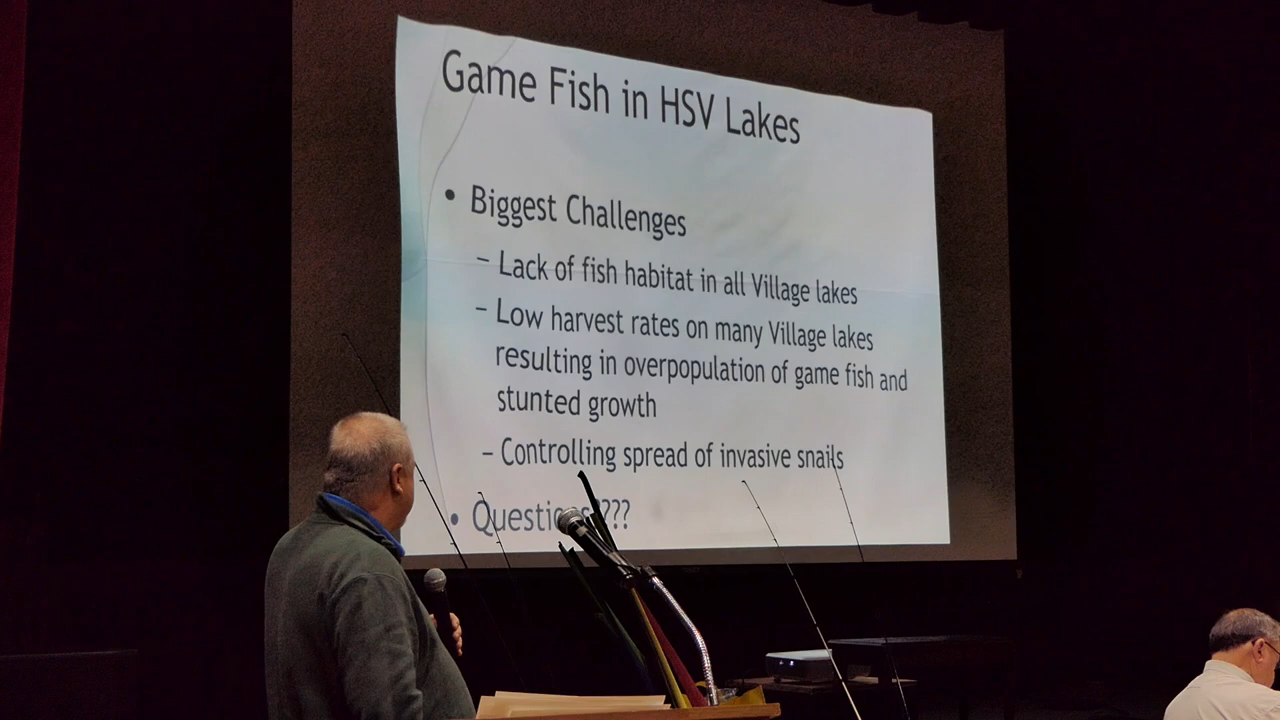 Game Fish in HSV Lakes
• Biggest Challenges
– Lack of fish habitat in all Village lakes
– Low harvest rates on many Village lakes
resulting in overpopulation of game fish and
stunted growth
– Controlling spread of invasive snails
• Questions????